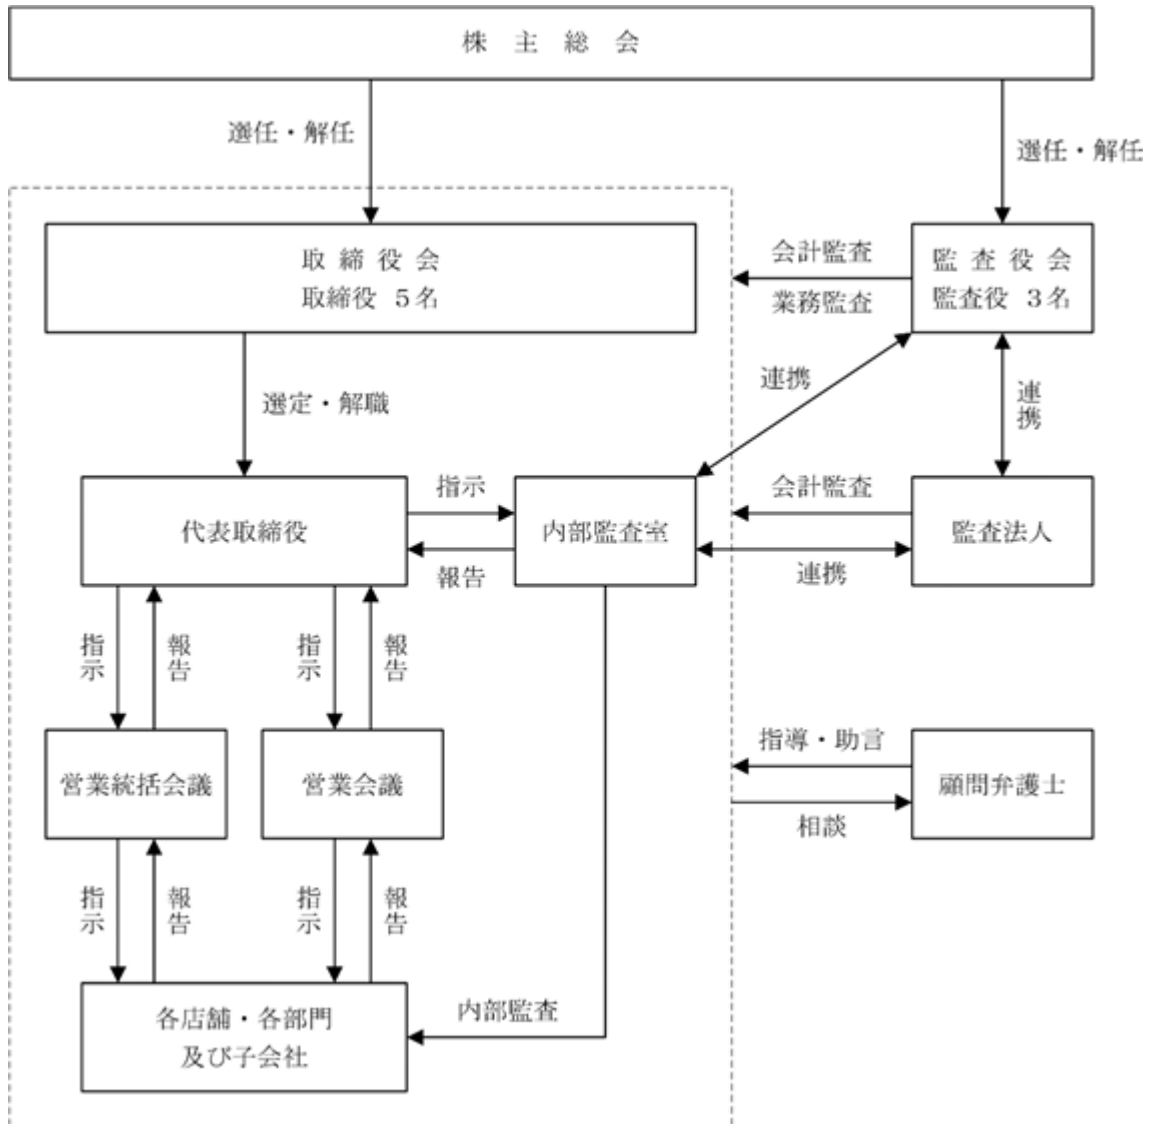 株主総会
選任・解任
選任・解任
取締役会
取締役 5名
会計監査
業務監査
監査役会
監査役 3名
連携
連携
選定・解職
代表取締役
指示
報告
内部監査室
会計監査
連携
監査法人
指示
報告
指示
報告
営業統括会議
営業会議
指導・助言
相談
顧問弁護士
指示
報告
指示
報告
各店舗・各部門
及び子会社
内部監査